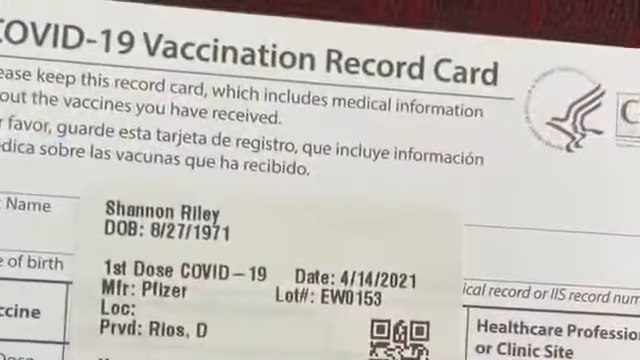 COVID-19 Vaccination Record Card
ease keep this record card, which includes medical information
out the vaccines you have received.
r favor, guarde esta tarjeta de registro, que incluye información
dica sobre las vacunas que ha recibido.
Name
Shannon Riley
DOB: 8/27/1971
e of birth
ical record or IIS record num
1st Dose COVID-19 Date: 4/14/2021
Mfr: Pfizer Lot#: EW0153
Loc:
Prvd: Rios, D
ccine
Healthcare Professio
or Clinic Site